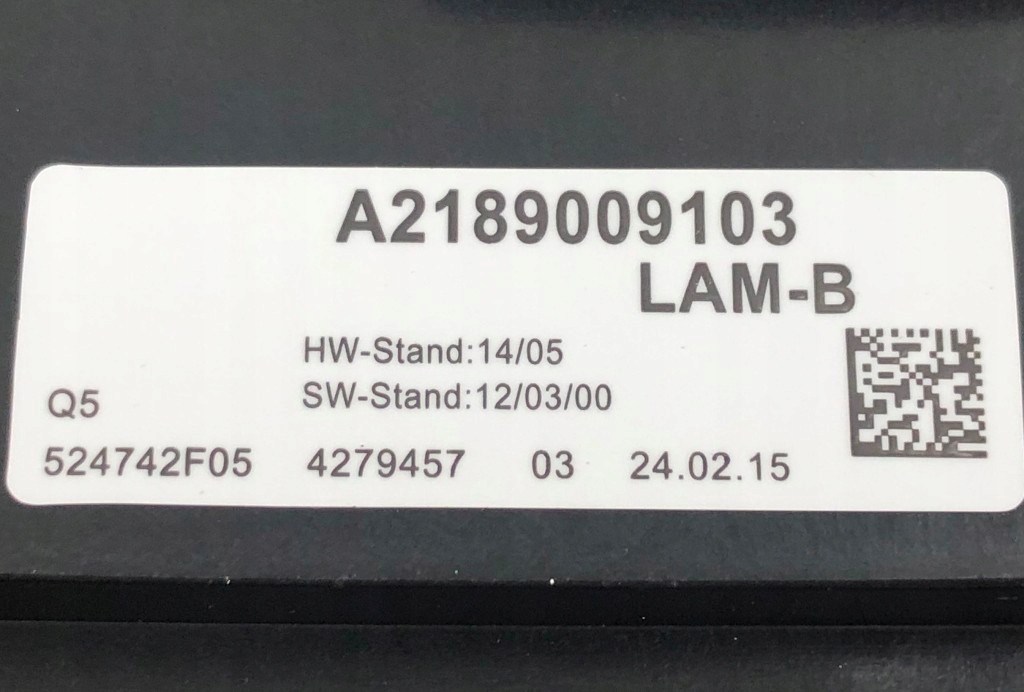 A2189009103
LAM-B
HW-Stand:14/05
SW-Stand:12/03/00
Q5
524742F05 4279457 03 24.02.15